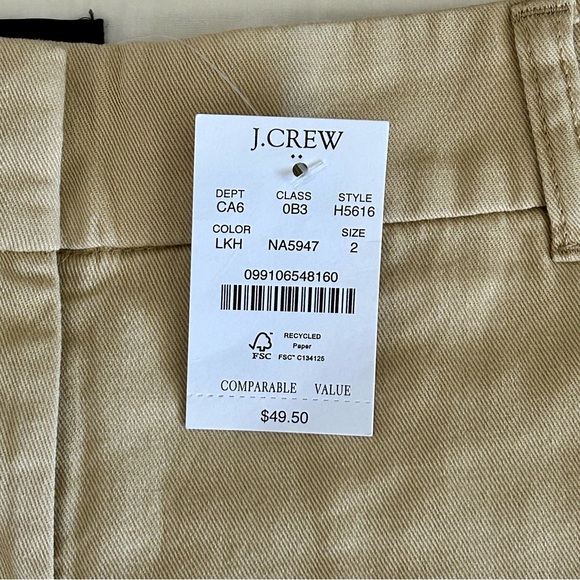 J.CREW
DEPT CLASS STYLE
CA6 0B3 H5616
COLOR SIZE
LKH NA5947 2
099106548160
RECYCLED
Paper
FSC FSC™ C134125
COMPARABLE VALUE
$49.50